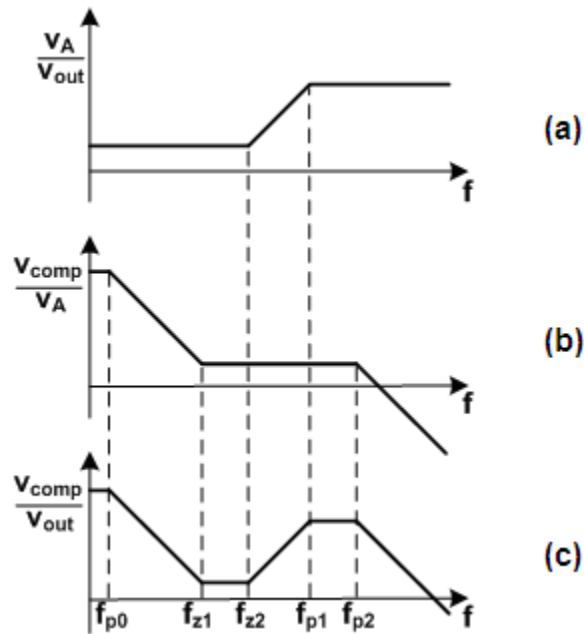 v_A
v_out
f
(a)
v_comp
v_A
f
(b)
v_comp
v_out
f
(c)
f_p0 f_z1 f_z2 f_p1 f_p2